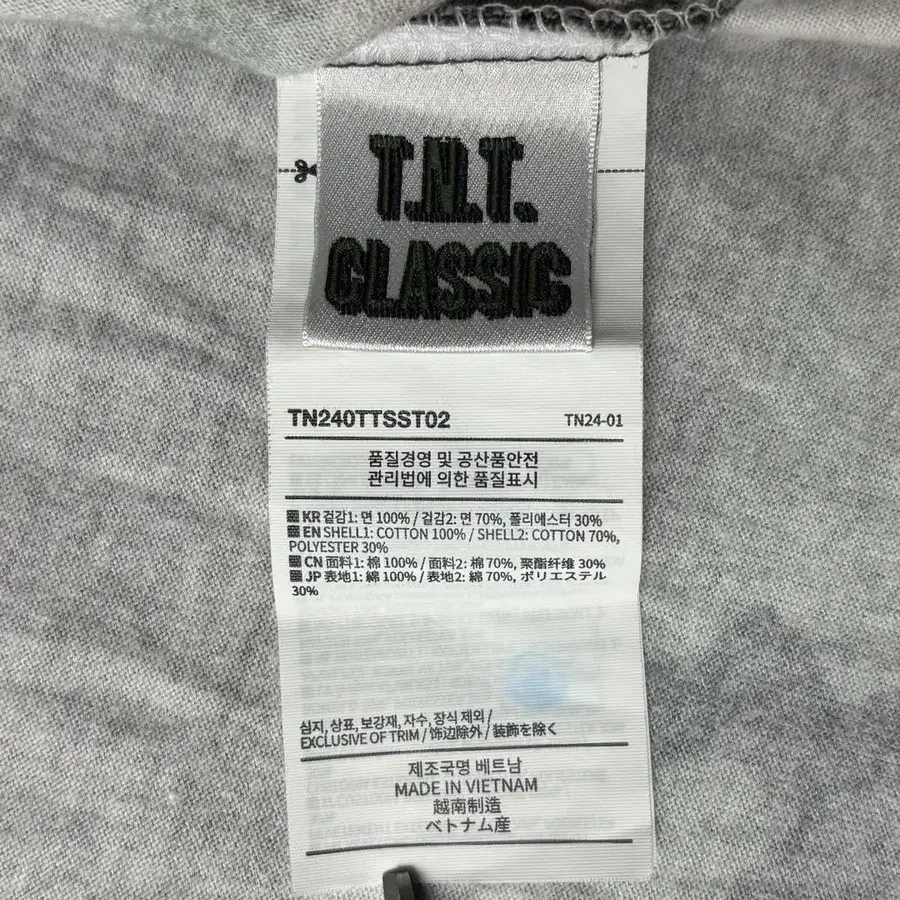 T.N.T.
CLASSIC
TN240TTSST02
TN24-01
품질경영 및 공산품안전
관리법에 의한 품질표시
KR 겉감1: 면 100% / 겉감2: 면 70%, 폴리에스터 30%
EN SHELL1: COTTON 100% / SHELL2: COTTON 70%,
POLYESTER 30%
CN 面料1: 棉 100% / 面料2: 棉 70%, 聚酯纤维 30%
JP 表地1: 綿 100% / 表地2: 綿 70%, ポリエステル
30%
심지, 상표, 보강재, 자수, 장식 제외 /
EXCLUSIVE OF TRIM / 饰边除外 / 装飾を除く
제조국명 베트남
MADE IN VIETNAM
越南制造
ベトナム産